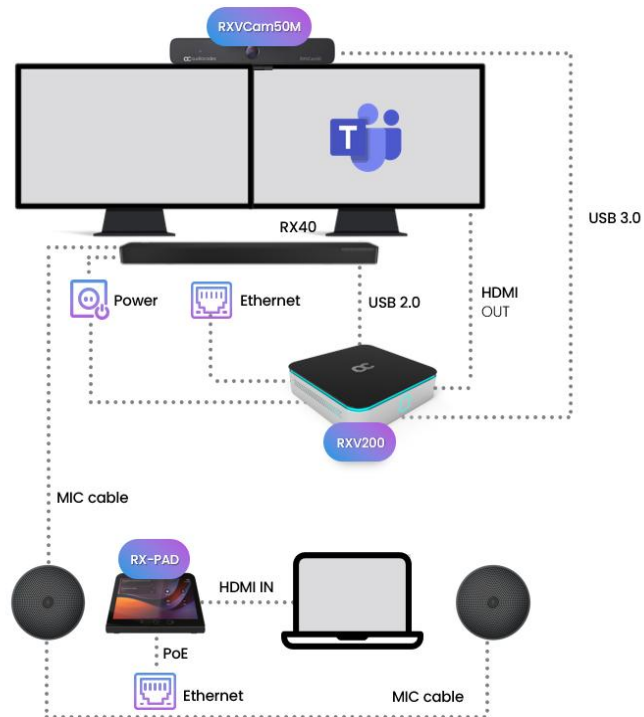 RXVCam50M
audiocodes
T
RX40
USB 3.0
Power
Ethernet
USB 2.0
HDMI
OUT
RXV200
MIC cable
RX-PAD
HDMI IN
PoE
Ethernet
MIC cable